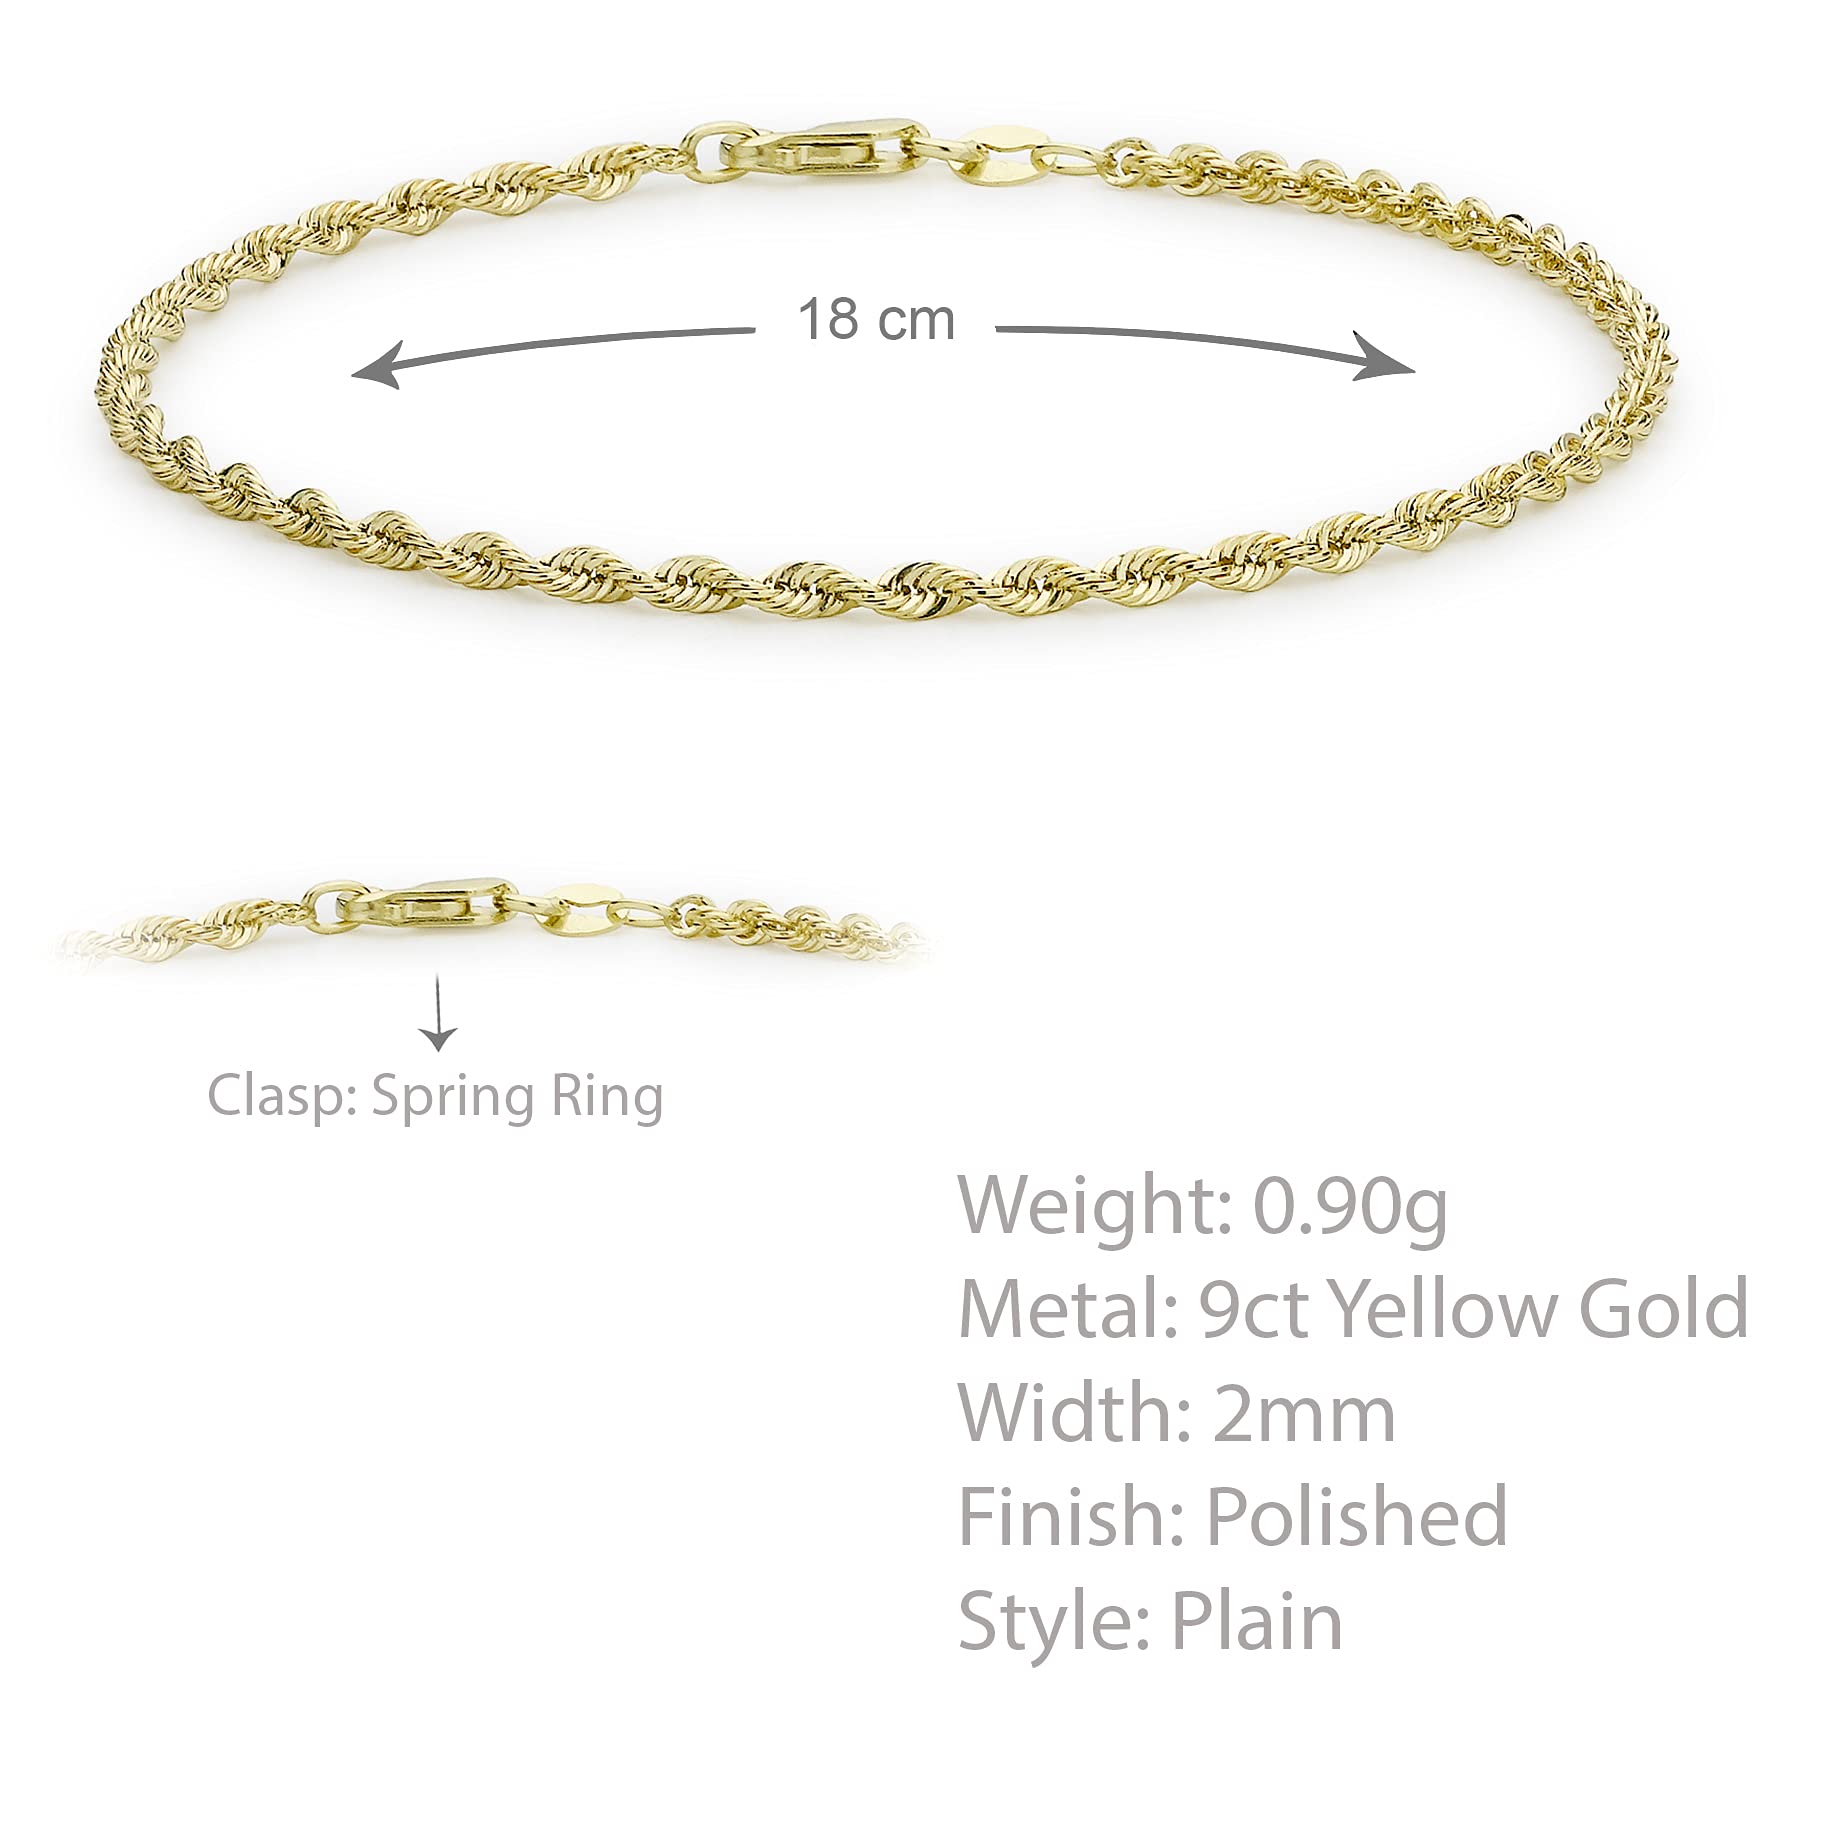 18 cm
Clasp: Spring Ring
Weight: 0.90g
Metal: 9ct Yellow Gold
Width: 2mm
Finish: Polished
Style: Plain